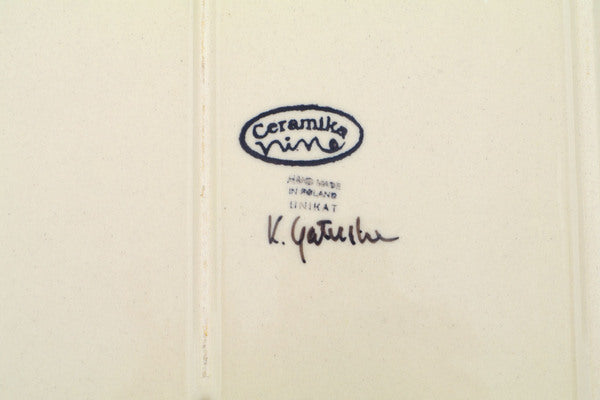 Ceramika
nina
HAND MADE
IN POLAND
UNIKAT
K.